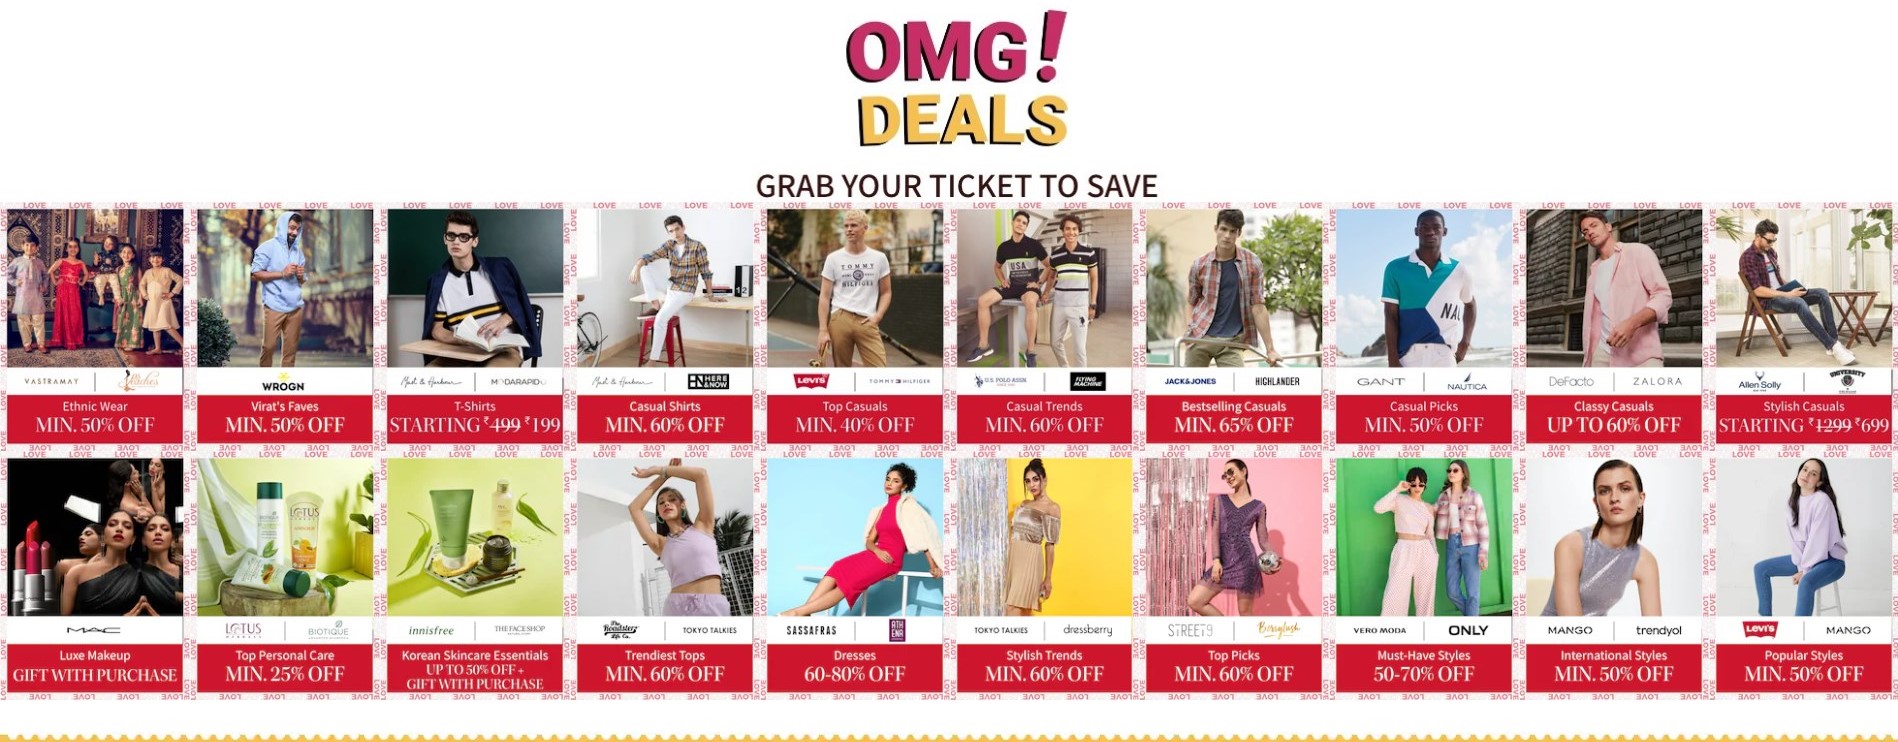 OMG!
DEALS
GRAB YOUR TICKET TO SAVE
VASTRAMAY
Ethnic Wear
MIN. 50% OFF
WROGN
Virat's Faves
MIN. 50% OFF
Mast & Harbour
MODARAPIDO
T-Shirts
STARTING ₹499 ₹199
Mast & Harbour
HERE
&NOW
Casual Shirts
MIN. 60% OFF
TOMMY
HILFIGER
LEVI'S
TOMMY HILFIGER
Top Casuals
MIN. 40% OFF
USA
U.S. POLO ASSN
FLYING
MACHINE
Casual Trends
MIN. 60% OFF
JACK&JONES
HIGHLANDER
Bestselling Casuals
MIN. 65% OFF
GANT
NAUTICA
Casual Picks
MIN. 50% OFF
DeFacto
ZALORA
Classy Casuals
UP TO 60% OFF
Allen Solly
UNIVERSITY
Stylish Casuals
STARTING ₹1299 ₹699
MAC
Luxe Makeup
GIFT WITH PURCHASE
LOTUS
LOTUS
HERBALS
BIOTIQUE
Top Personal Care
MIN. 25% OFF
innisfree
THE FACE SHOP
Korean Skincare Essentials
UP TO 50% OFF +
GIFT WITH PURCHASE
The
Roadster
Life Co.
TOKYO TALKIES
Trendiest Tops
MIN. 60% OFF
SASSAFRAS
ATH
ENA
Dresses
60-80% OFF
TOKYO TALKIES
dressberry
Stylish Trends
MIN. 60% OFF
STREET9
Berrylush
Top Picks
MIN. 60% OFF
VERO MODA
ONLY
Must-Have Styles
50-70% OFF
MANGO
trendyol
International Styles
MIN. 50% OFF
LEVI'S
MANGO
Popular Styles
MIN. 50% OFF